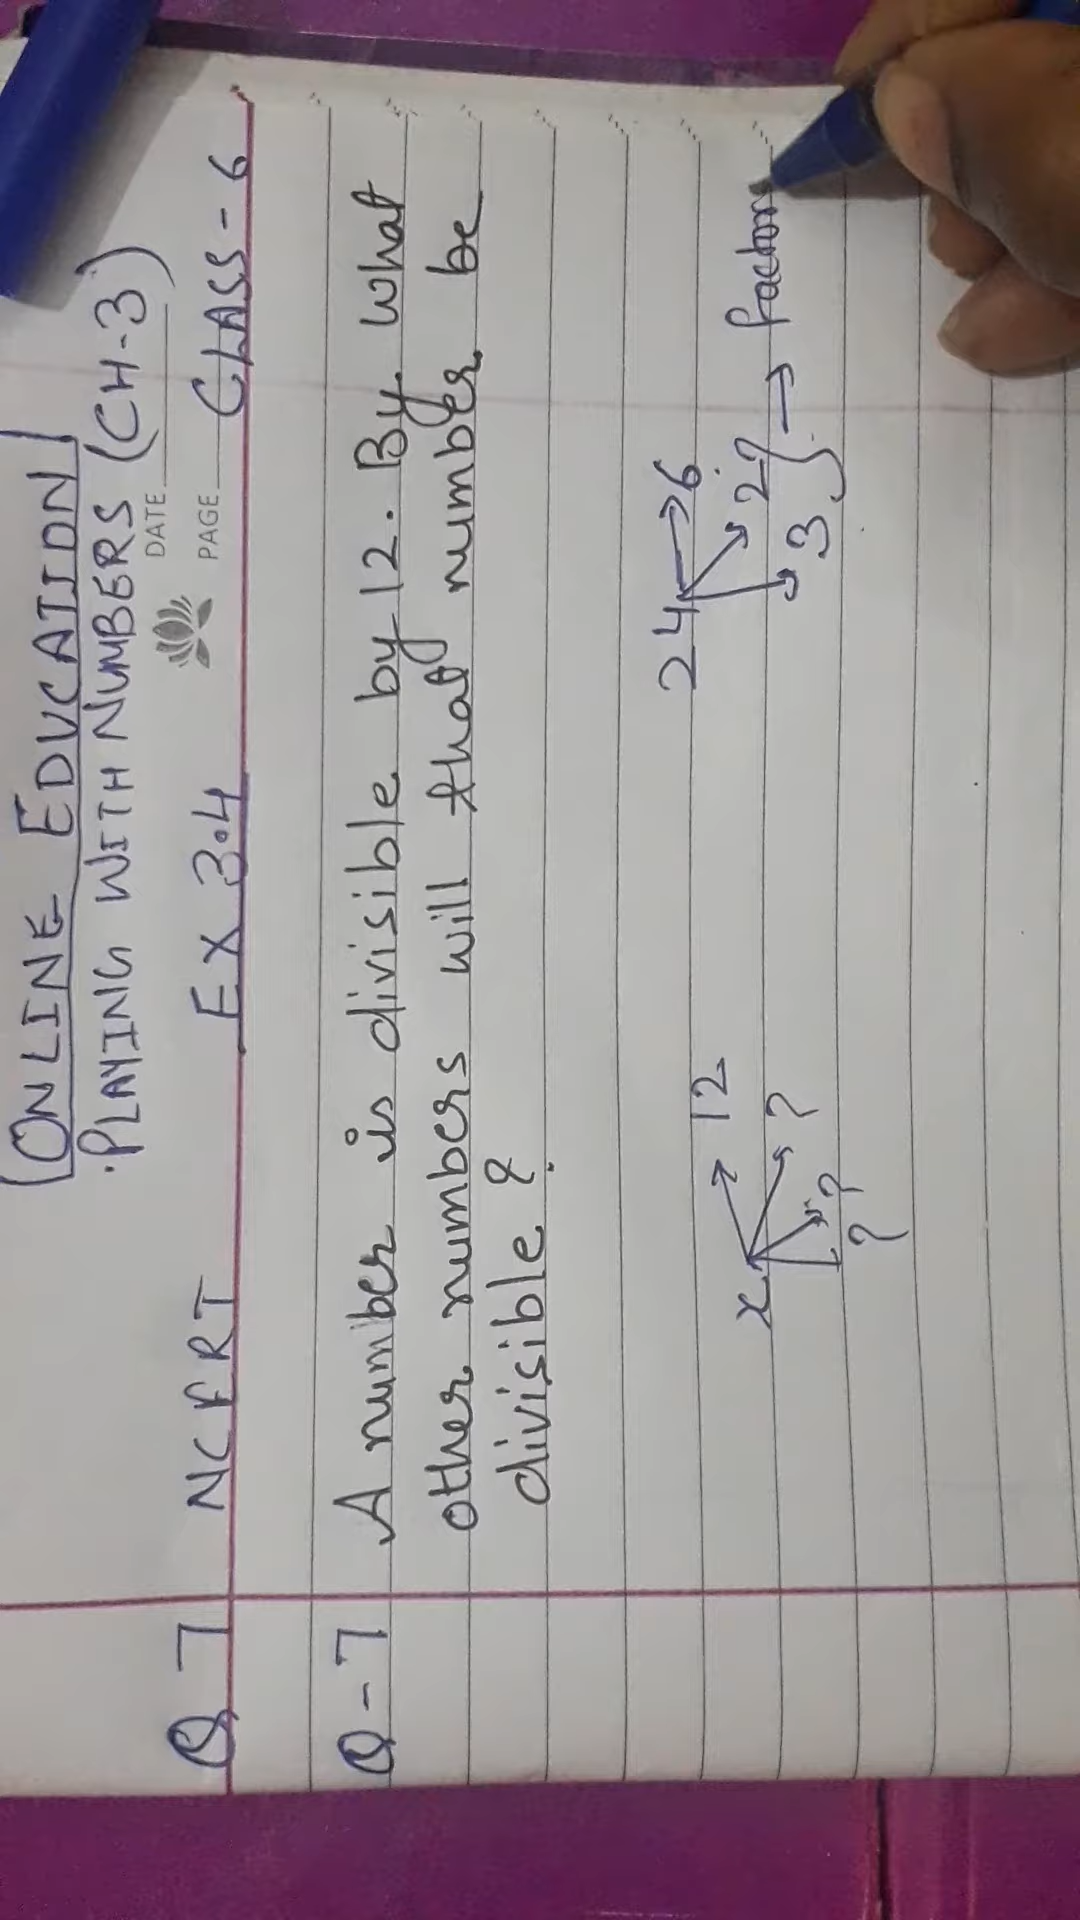 ONLINE EDUCATION
PLAYING WITH NUMBERS (CH-3)
DATE
PAGE
Q 7 NCERT EX 3.4 CLASS - 6
Q-7 A number is divisible by 12. By what
other numbers will that number be
divisible ?
x 12 ? ? ?
24 6 2 3 → factors